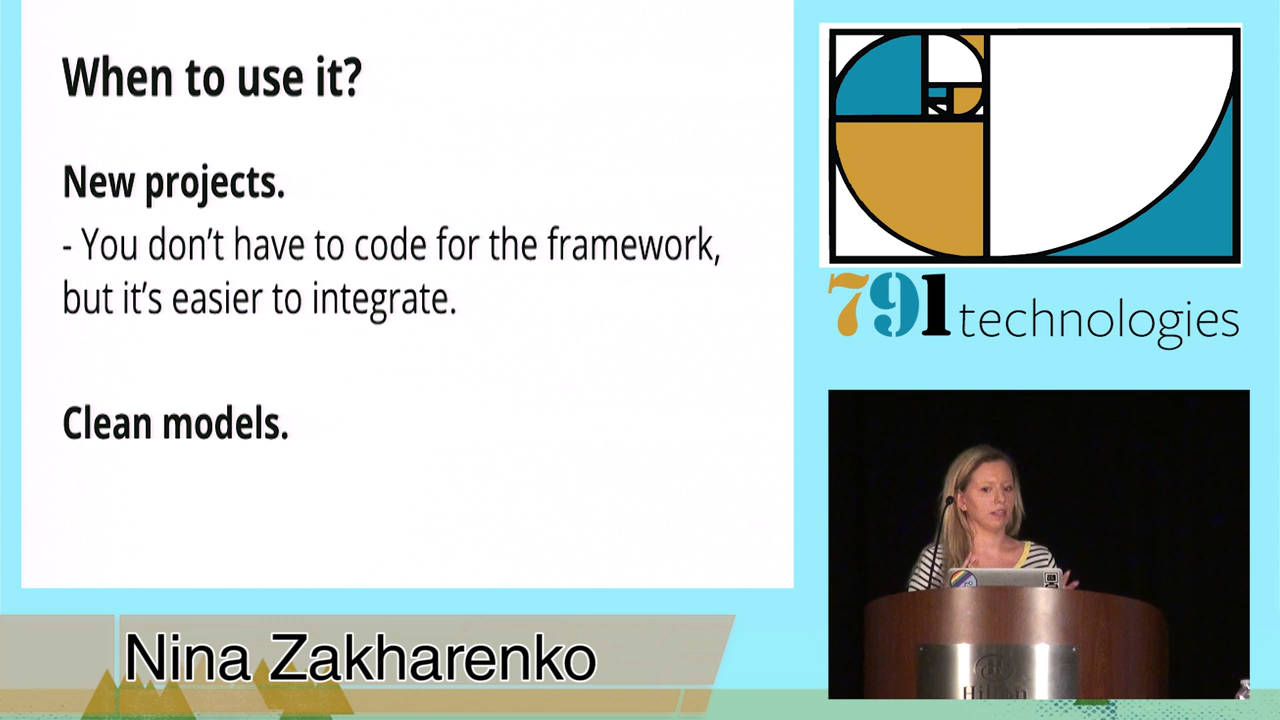 When to use it?
New projects.
- You don't have to code for the framework,
but it's easier to integrate.
Clean models.
791 technologies
Nina Zakharenko
Hilton